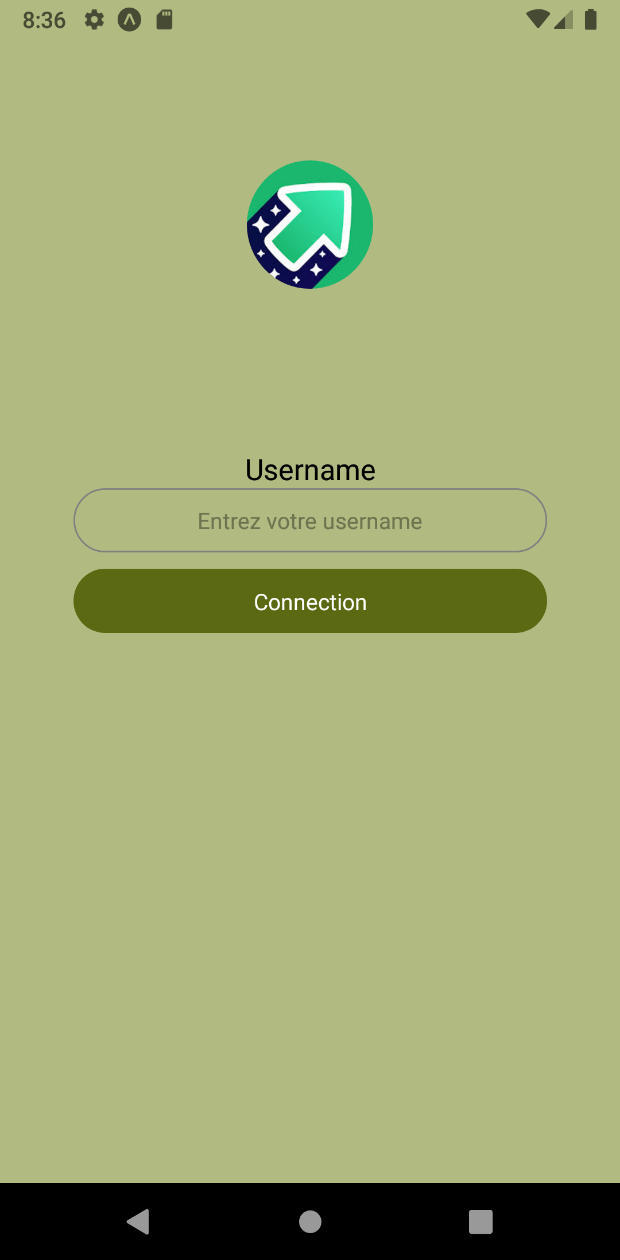 8:36
Username
Entrez votre username
Connection